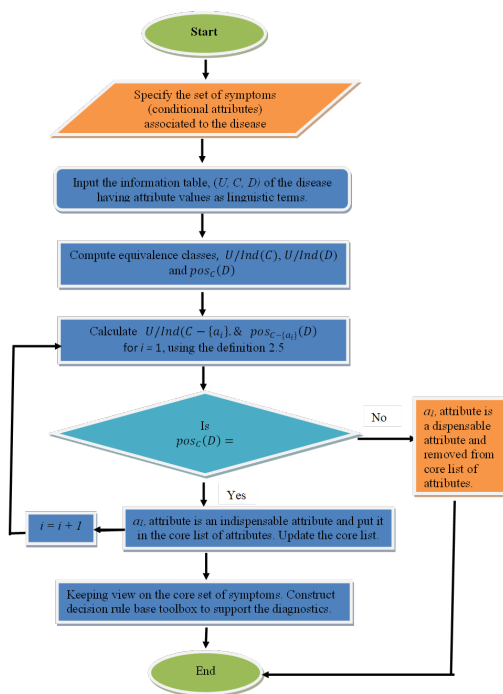 Start
Specify the set of symptoms
(conditional attributes)
associated to the disease
Input the information table, (U, C, D) of the disease
having attribute values as linguistic terms.
Compute equivalence classes, U/Ind(C), U/Ind(D)
and pos_C(D)
Calculate U/Ind(C − {a_i}. & pos_{C−{a_i}}(D)
for i = 1, using the definition 2.5
Is
pos_C(D) =
No
a_i, attribute is
a dispensable
attribute and
removed from
core list of
attributes.
Yes
i = i + 1
a_i, attribute is an indispensable attribute and put it
in the core list of attributes. Update the core list.
Keeping view on the core set of symptoms. Construct
decision rule base toolbox to support the diagnostics.
End